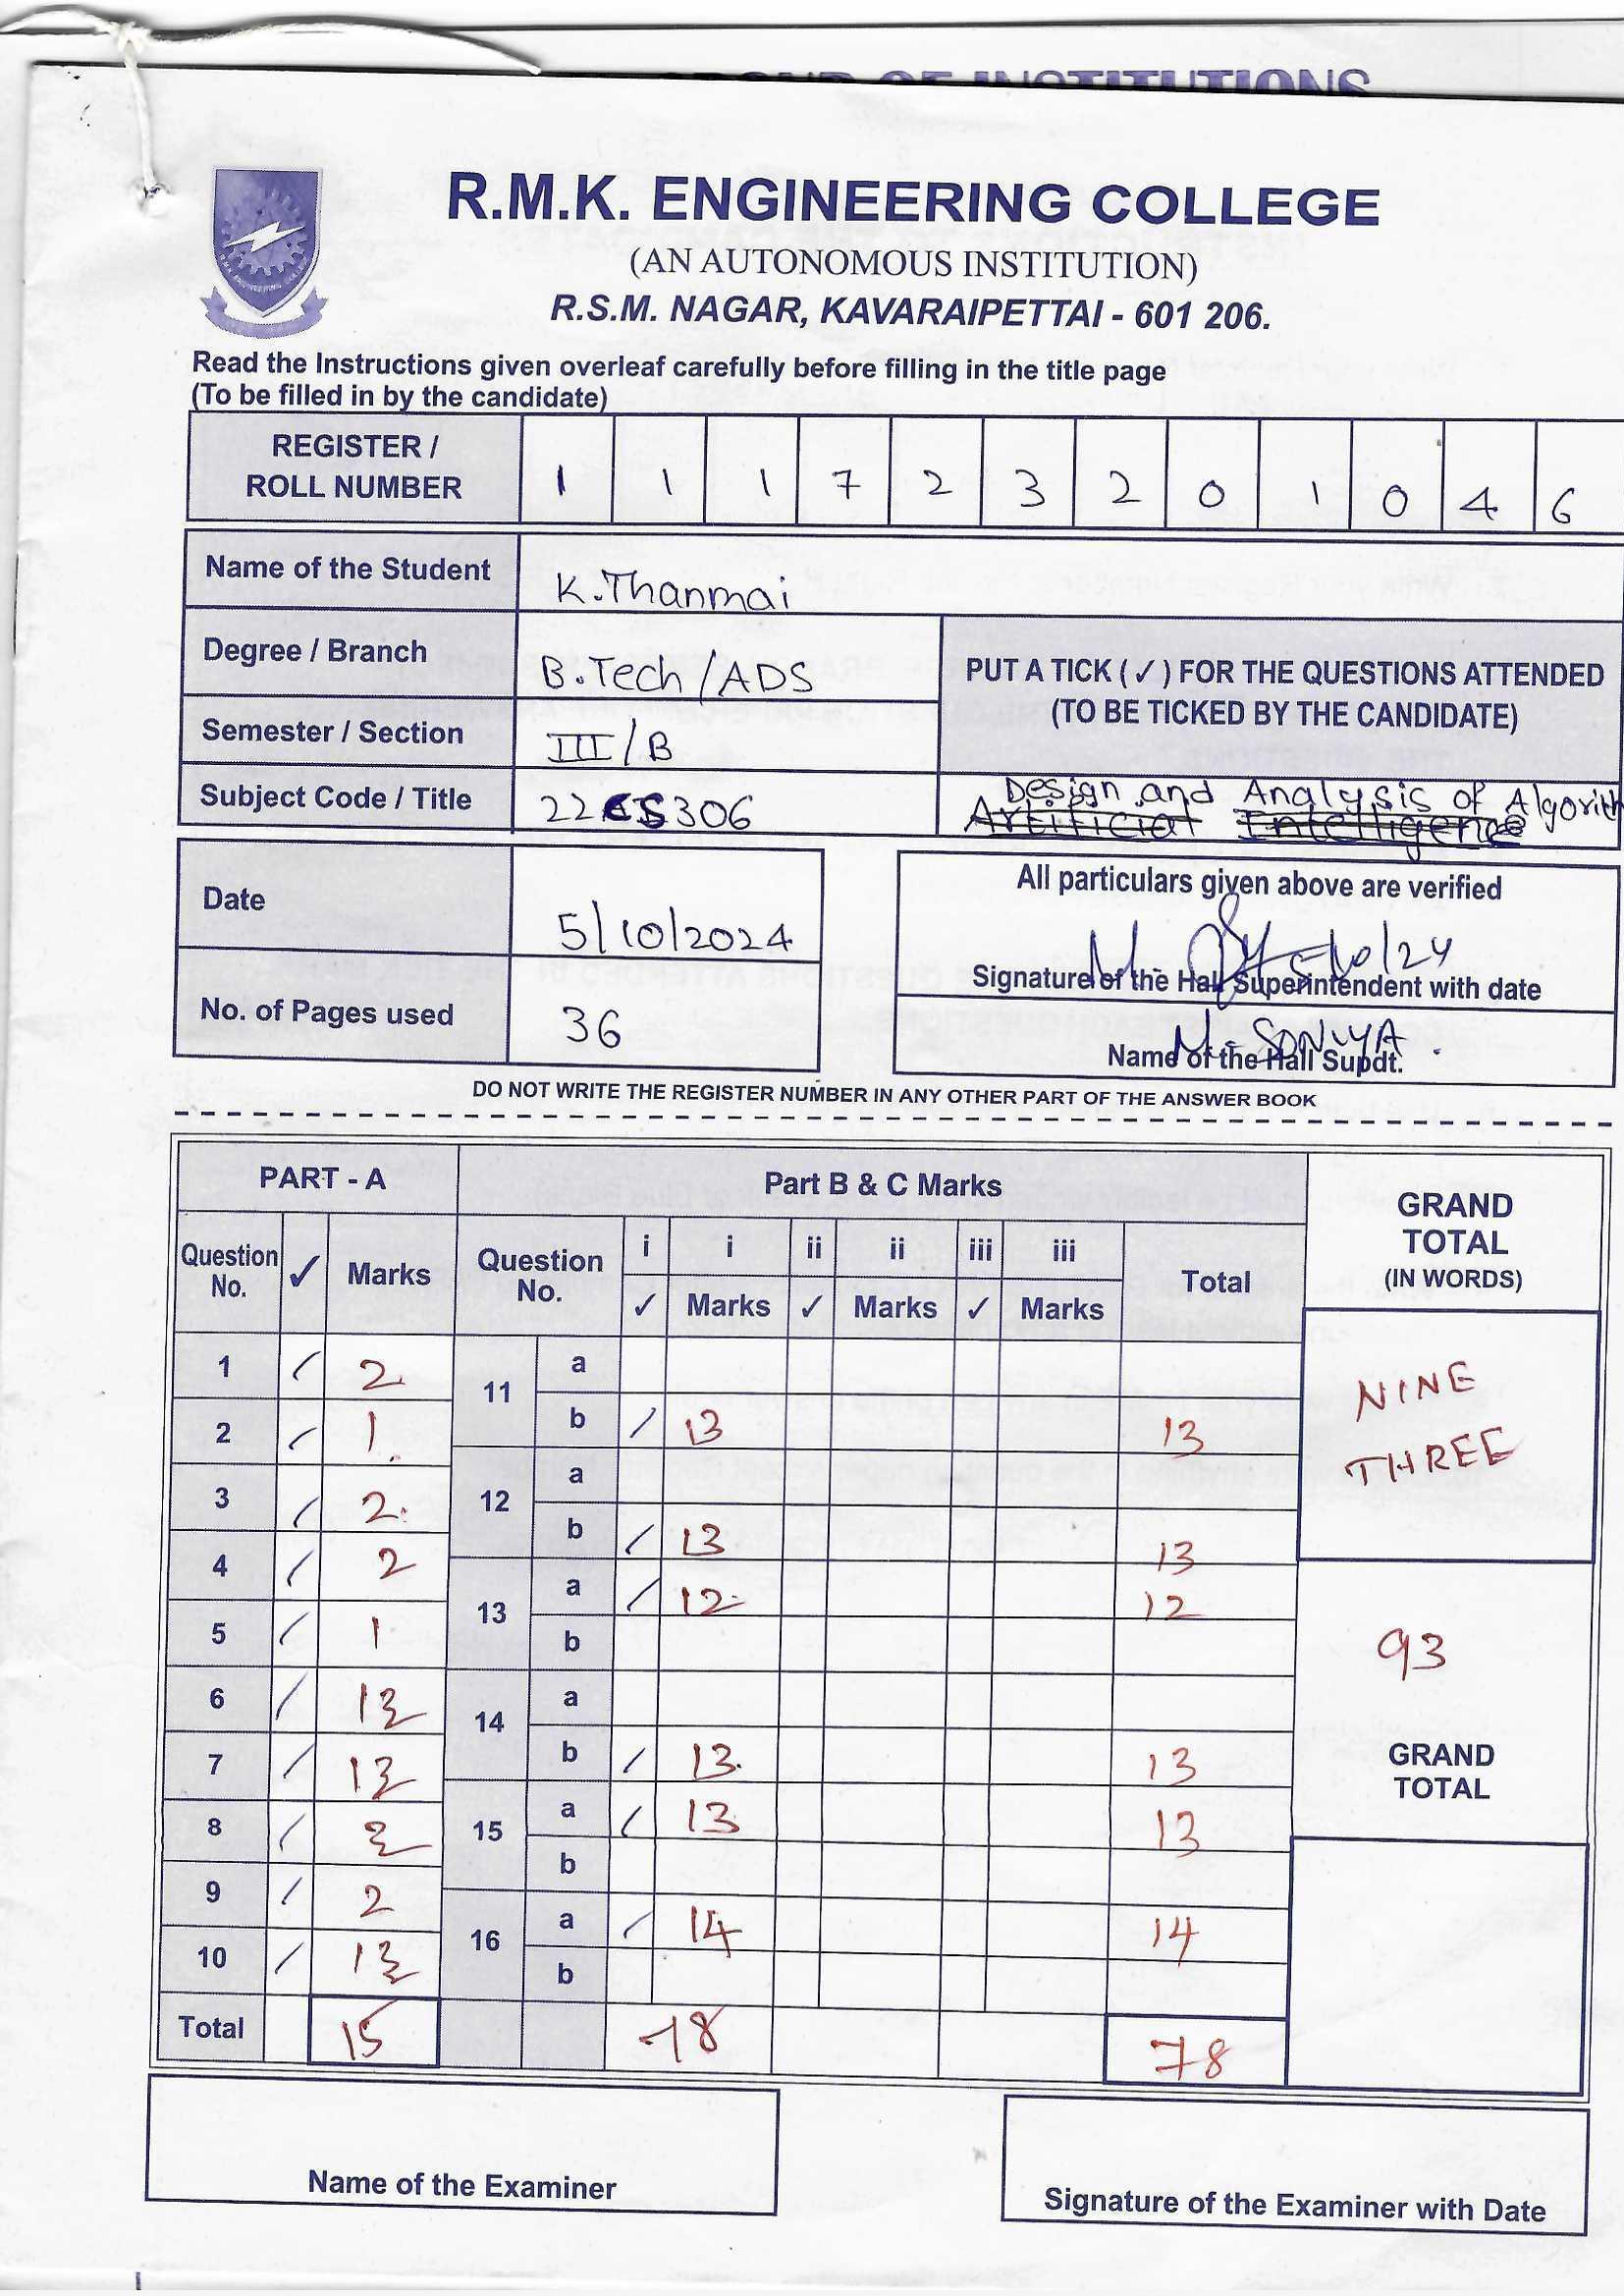 R.M.K. ENGINEERING COLLEGE
(AN AUTONOMOUS INSTITUTION)
R.S.M. NAGAR, KAVARAIPETTAI - 601 206.
Read the Instructions given overleaf carefully before filling in the title page
(To be filled in by the candidate)
REGISTER / ROLL NUMBER 1 1 1 7 2 3 2 0 1 0 4 6
Name of the Student K.Thanmai
Degree / Branch B.Tech/ADS
PUT A TICK (✓) FOR THE QUESTIONS ATTENDED
(TO BE TICKED BY THE CANDIDATE)
Semester / Section III/B
Subject Code / Title 22CS306 Design and Analysis of Algorith
Artificial Intelligence
Date 5/10/2024
No. of Pages used 36
All particulars given above are verified
Signature of the Hall Superintendent with date
M. SONIYA.
Name of the Hall Supdt.
DO NOT WRITE THE REGISTER NUMBER IN ANY OTHER PART OF THE ANSWER BOOK
PART - A Part B & C Marks GRAND TOTAL (IN WORDS)
Question No. ✓ Marks Question No. i ✓ i Marks ii ✓ ii Marks iii ✓ iii Marks Total
1 / 2 11 a
2 / 1 b / 13 13
NINE THREE
3 / 2 12 a
b / 13 13
4 / 2 13 a / 12 12
5 / 1 b
93
6 / 14 a
7 / b / 13 13
GRAND TOTAL
8 / 15 a / 13 13
b
9 / 2 16 a / 14 14
10 / b
Total 15 78 78
Name of the Examiner
Signature of the Examiner with Date